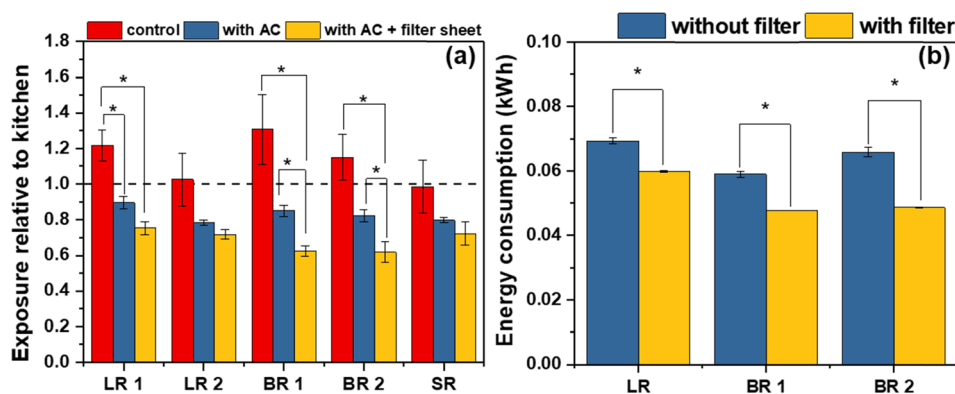 control with AC with AC + filter sheet
(a)
Exposure relative to kitchen
1.8
1.6
1.4
1.2
1.0
0.8
0.6
0.4
0.2
0.0
* * * * * *
LR 1 LR 2 BR 1 BR 2 SR
without filter with filter
(b)
Energy consumption (kWh)
0.10
0.08
0.06
0.04
0.02
0.00
* * *
LR BR 1 BR 2